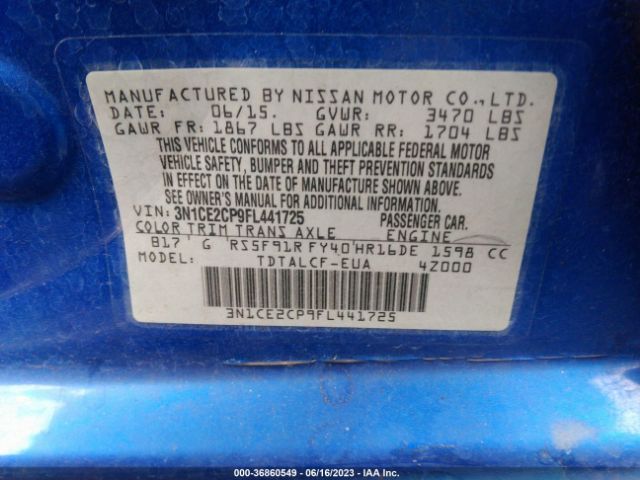 MANUFACTURED BY NISSAN MOTOR CO.,LTD.
DATE: 06/15. GVWR: 3470 LBS
GAWR FR: 1867 LBS GAWR RR: 1704 LBS
THIS VEHICLE CONFORMS TO ALL APPLICABLE FEDERAL MOTOR
VEHICLE SAFETY, BUMPER AND THEFT PREVENTION STANDARDS
IN EFFECT ON THE DATE OF MANUFACTURE SHOWN ABOVE.
SEE OWNER'S MANUAL FOR ADDITIONAL INFORMATION.
VIN: 3N1CE2CP9FL441725 PASSENGER CAR.
COLOR TRIM TRANS AXLE ENGINE
B17 G RS5F91R FY40 HR16DE 1598 CC
MODEL: TDTALCF-EUA 4Z000
3N1CE2CP9FL441725
000-36860549 - 06/16/2023 - IAA Inc.